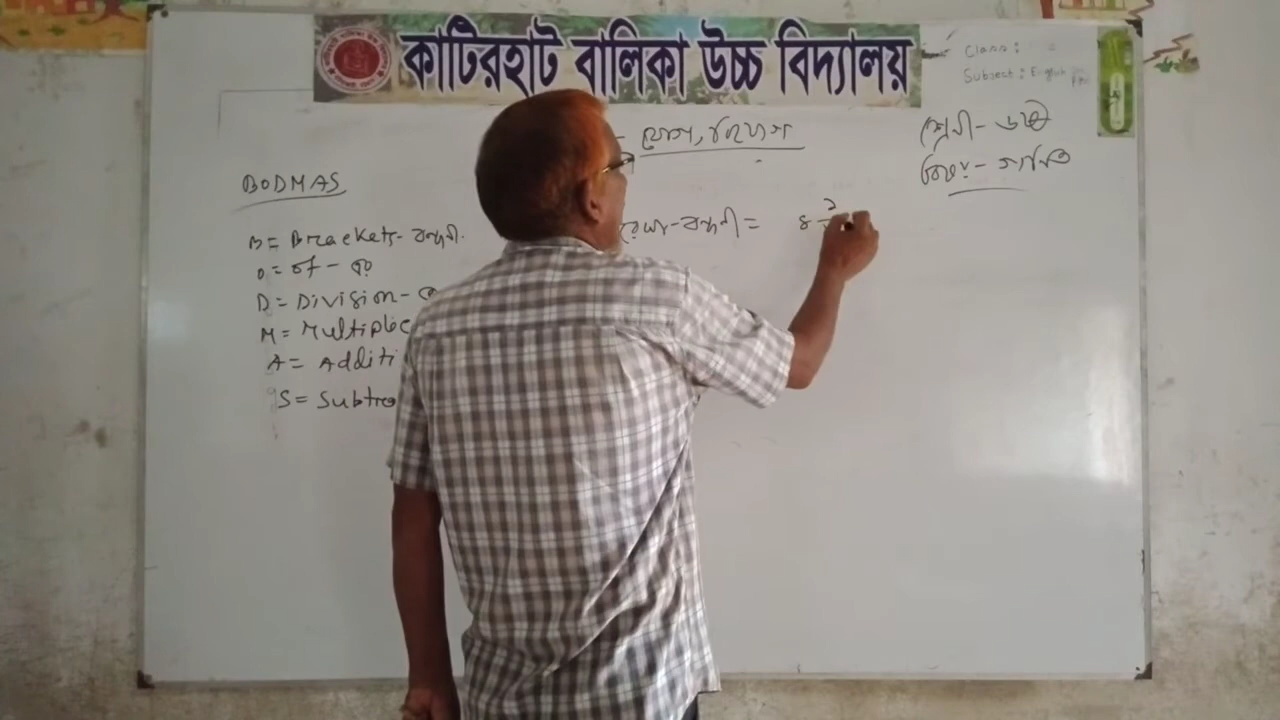 কাটিরহাট বালিকা উচ্চ বিদ্যালয়
Class:
Subject: English
শ্রেণী - ৬ষ্ঠ
বিষয় - গণিত
BODMAS
B = Brackets - বন্ধনী.
রেখা - বন্ধনী =
O = of - এর
D = Division -
M = Multiplic
A = Additi
S = Subtra